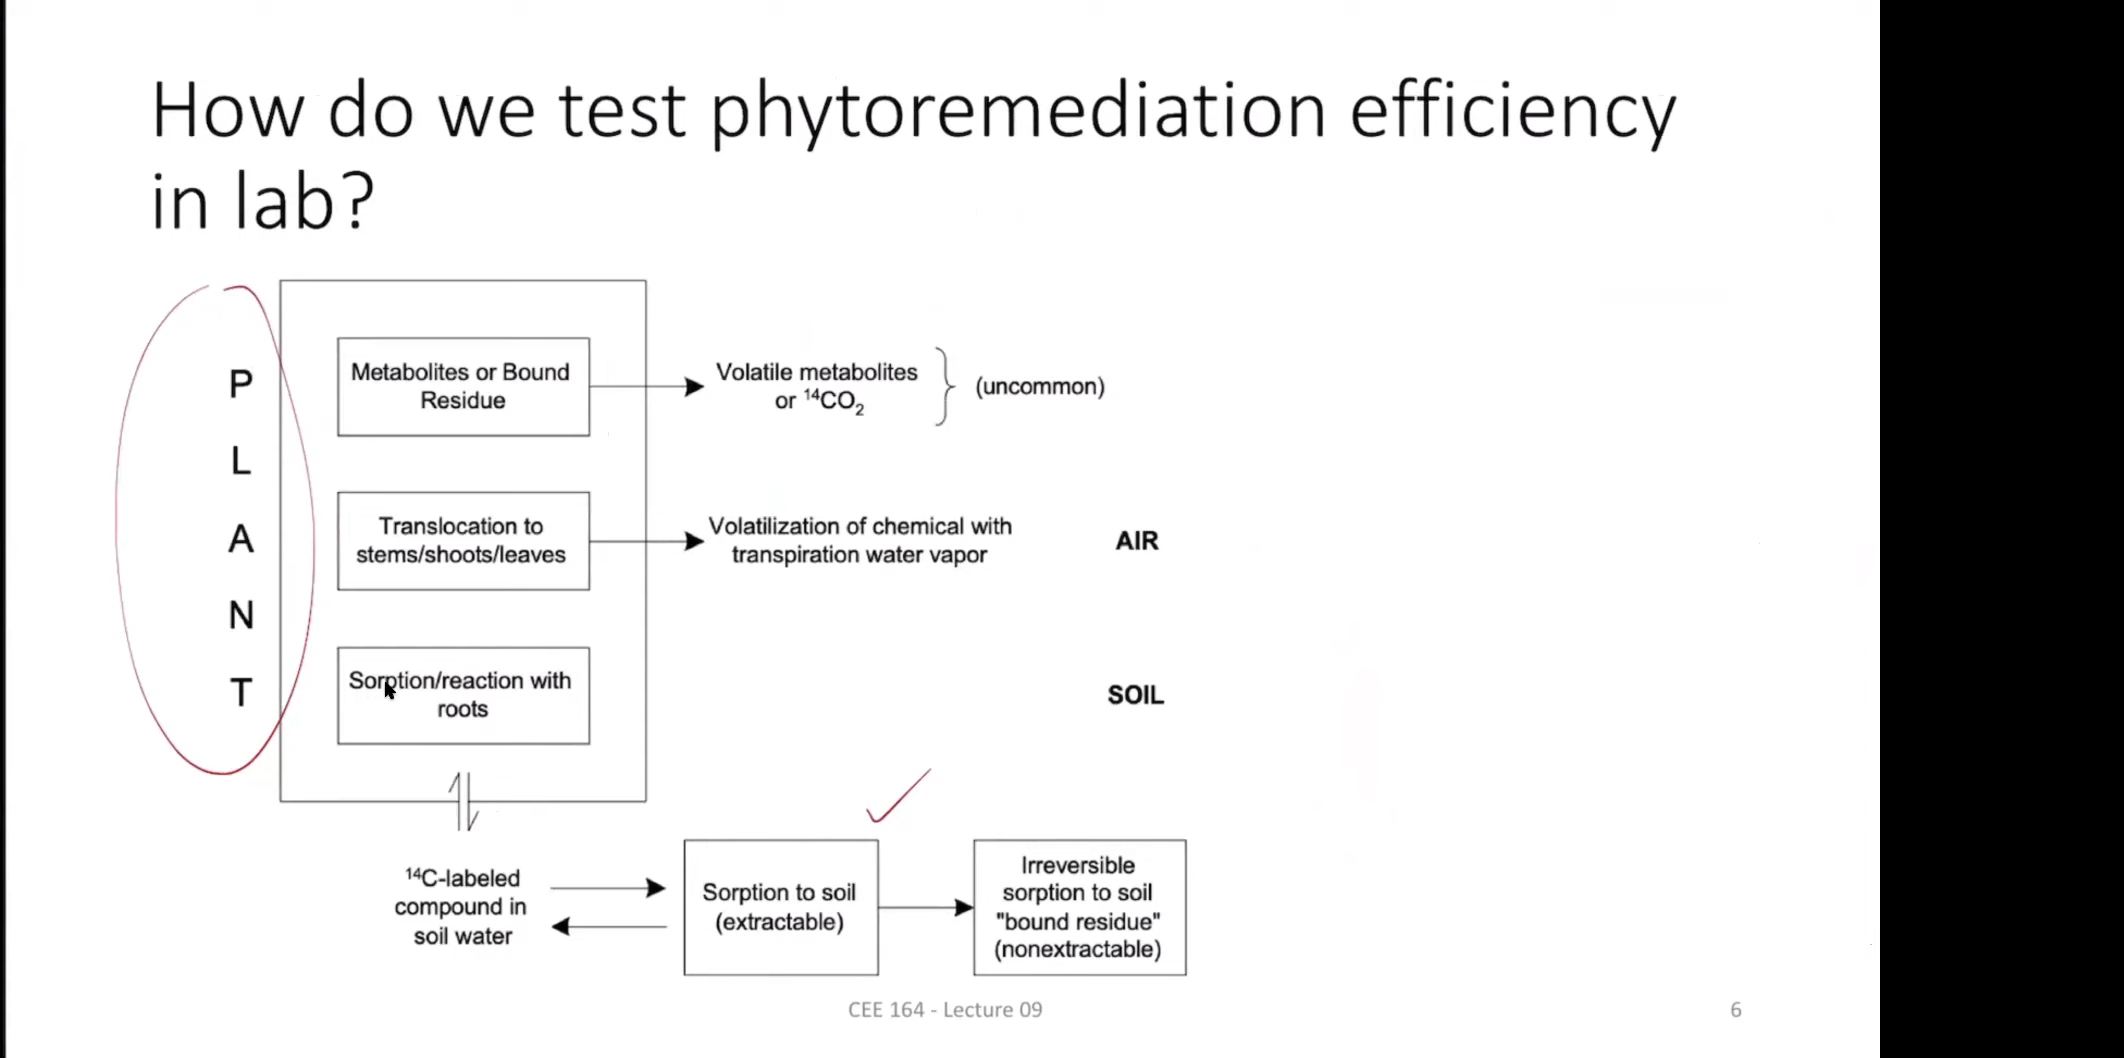 How do we test phytoremediation efficiency
in lab?
P
L
A
N
T
Metabolites or Bound
Residue
Volatile metabolites
or ¹⁴CO₂
(uncommon)
Translocation to
stems/shoots/leaves
Volatilization of chemical with
transpiration water vapor
AIR
Sorption/reaction with
roots
SOIL
¹⁴C-labeled
compound in
soil water
Sorption to soil
(extractable)
Irreversible
sorption to soil
"bound residue"
(nonextractable)
CEE 164 - Lecture 09
6